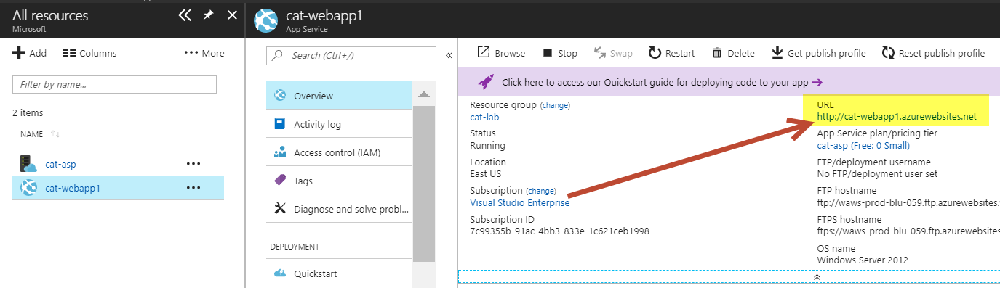 All resources
Microsoft
Add
Columns
More
Filter by name...
2 items
NAME
cat-asp
cat-webapp1
cat-webapp1
App Service
Search (Ctrl+/)
Overview
Activity log
Access control (IAM)
Tags
Diagnose and solve probl...
DEPLOYMENT
Quickstart
Browse
Stop
Swap
Restart
Delete
Get publish profile
Reset publish profile
Click here to access our Quickstart guide for deploying code to your app
Resource group (change)
cat-lab
Status
Running
Location
East US
Subscription (change)
Visual Studio Enterprise
Subscription ID
7c99355b-91ac-4bb3-833e-1c621ceb1998
URL
http://cat-webapp1.azurewebsites.net
App Service plan/pricing tier
cat-asp (Free: 0 Small)
FTP/deployment username
No FTP/deployment user set
FTP hostname
ftp://waws-prod-blu-059.ftp.azurewebsites.
FTPS hostname
ftps://waws-prod-blu-059.ftp.azurewebsites
OS name
Windows Server 2012